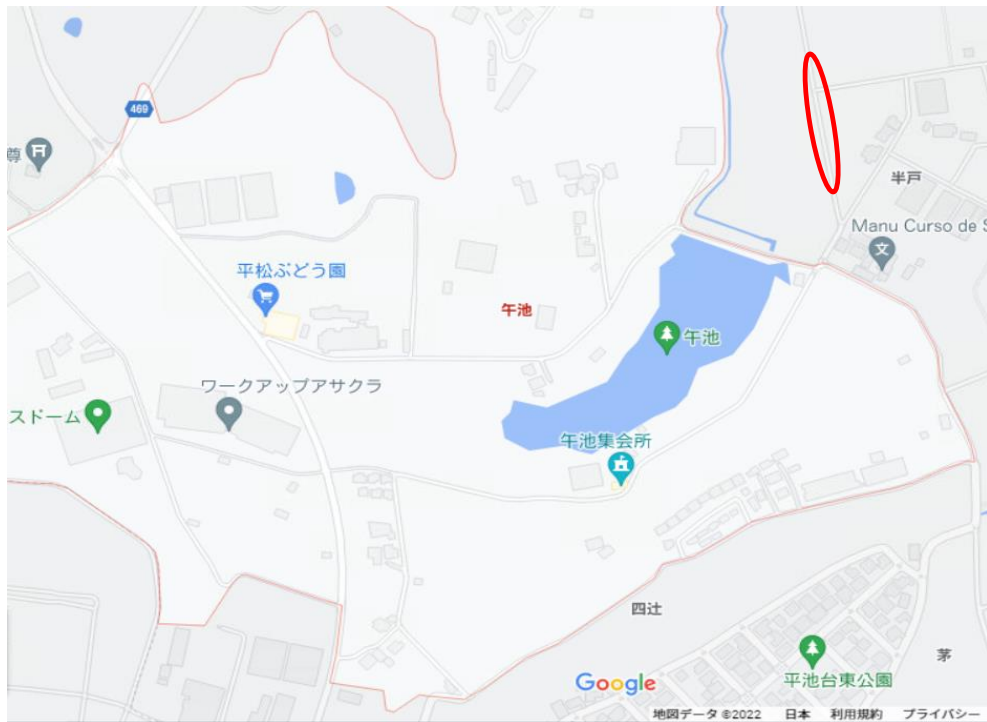 469
尊
半戸
Manu Curso de S
平松ぶどう園
午池
午池
ワークアップアサクラ
スドーム
午池集会所
四辻
茅
平池台東公園
Google
地図データ ©2022 日本 利用規約 プライバシー